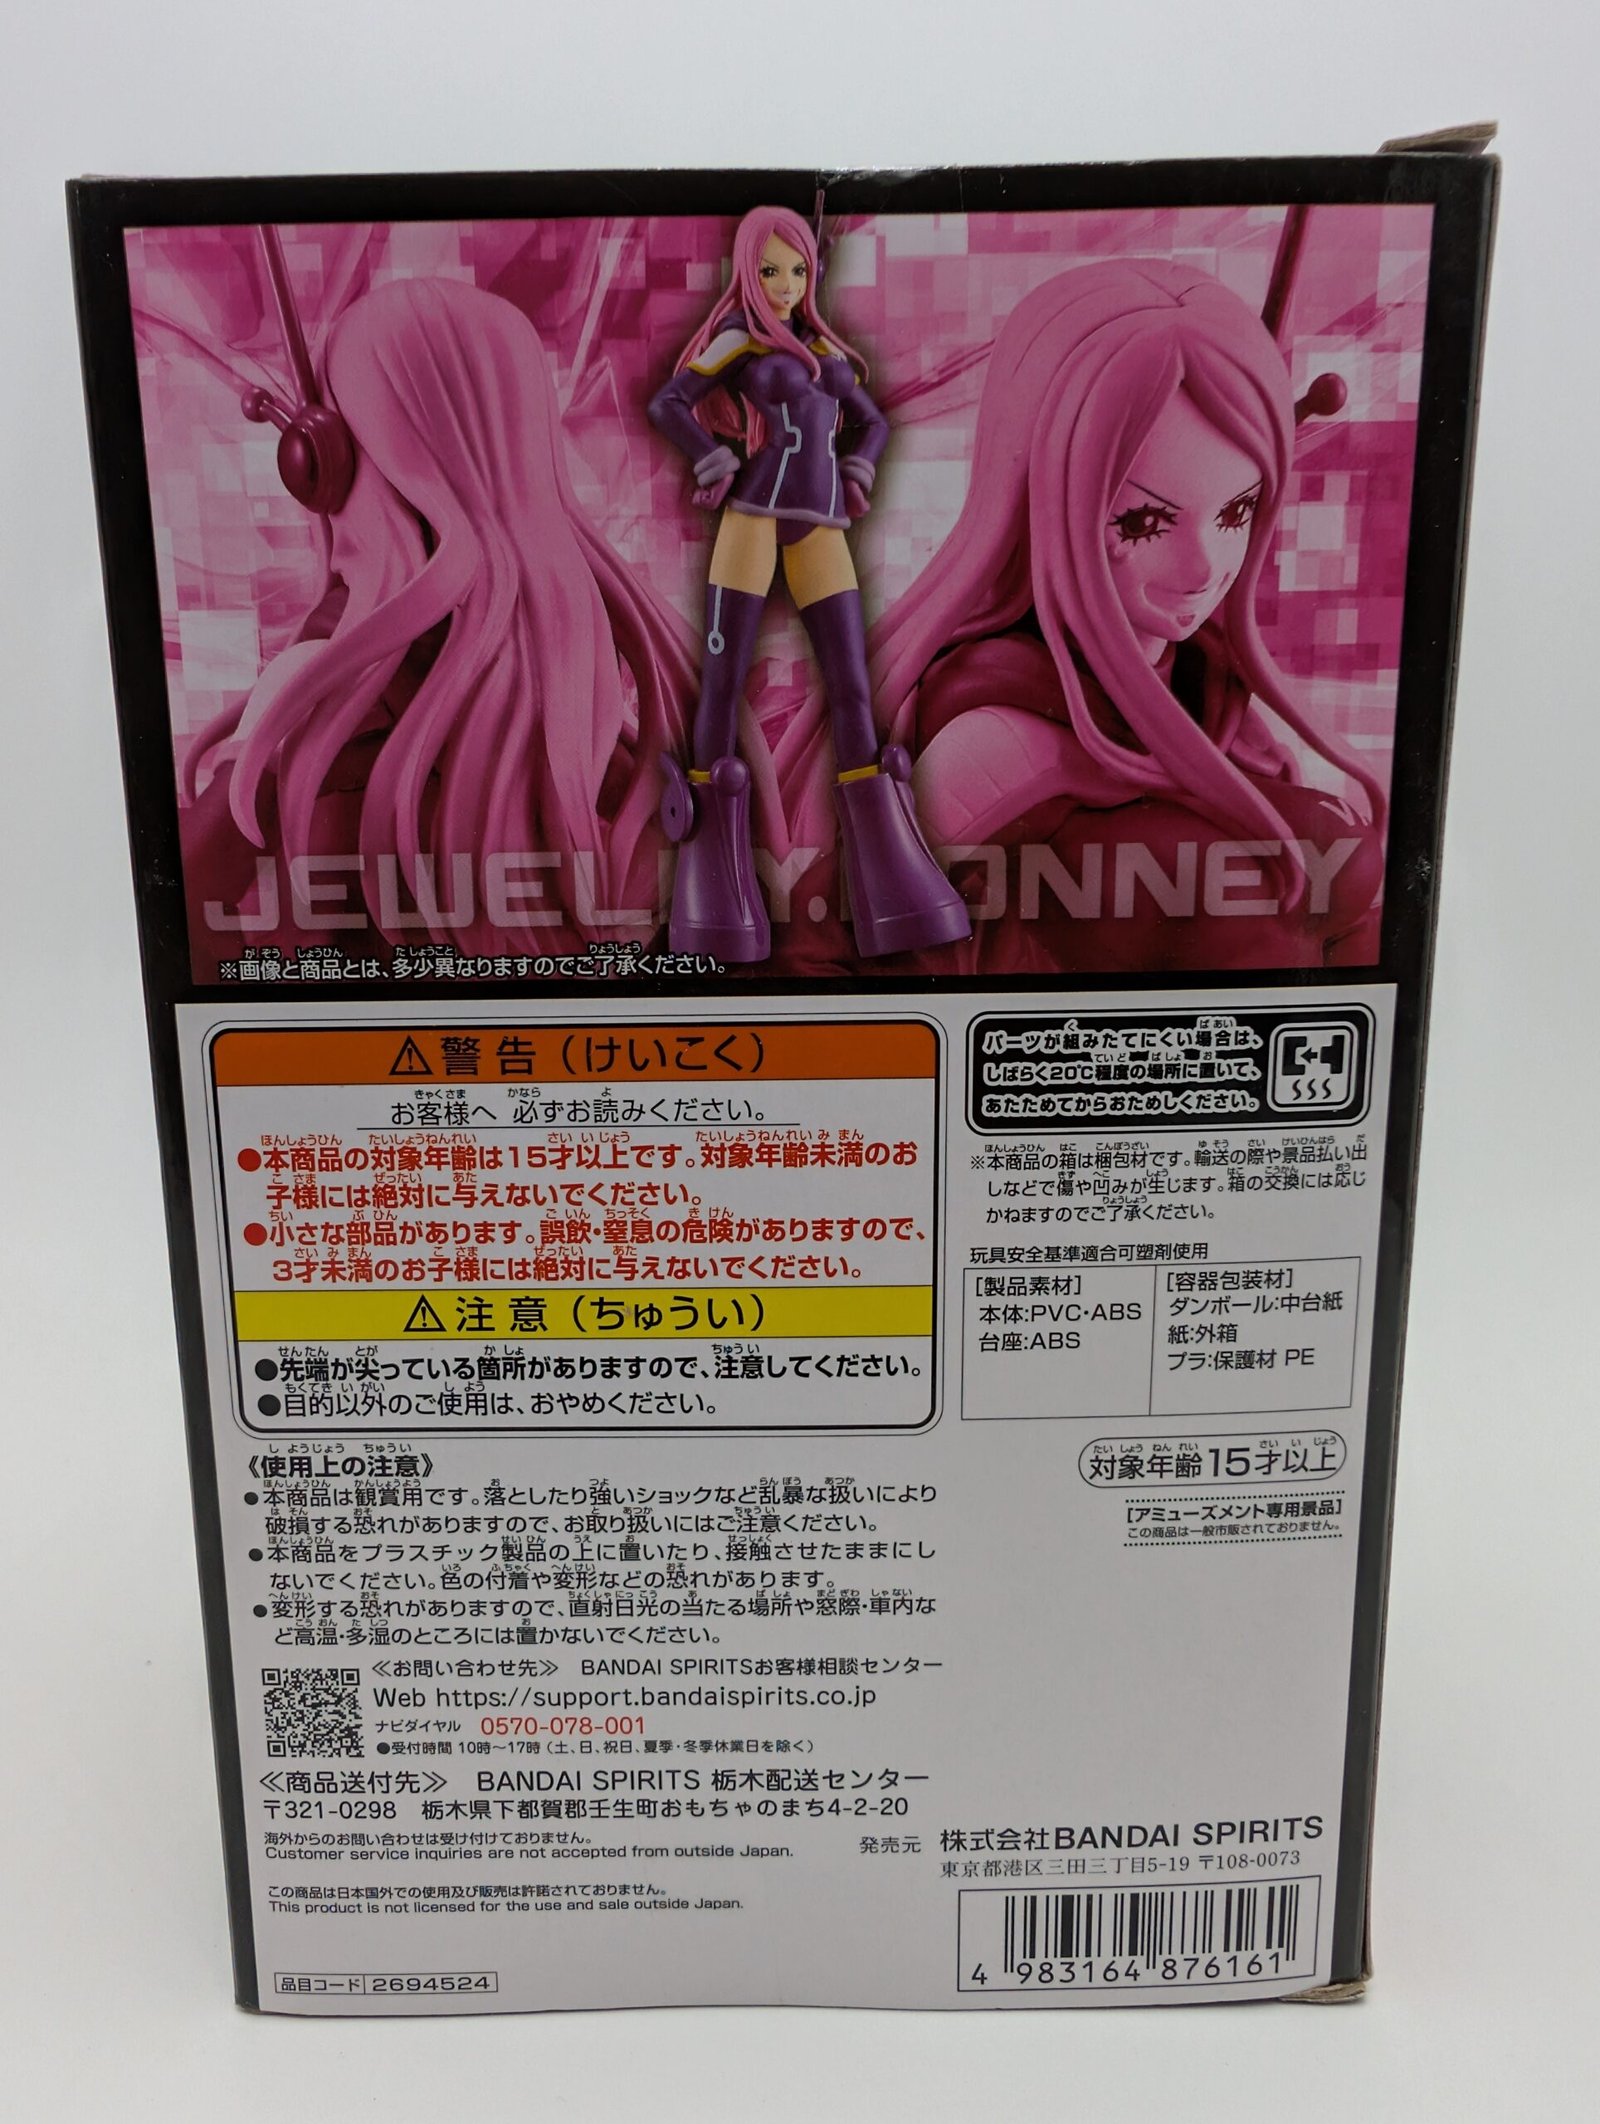 JEWELRY.BONNEY
※画像と商品とは、多少異なりますのでご了承ください。
⚠警告（けいこく）
お客様へ 必ずお読みください。
●本商品の対象年齢は15才以上です。対象年齢未満のお
子様には絶対に与えないでください。
●小さな部品があります。誤飲・窒息の危険がありますので、
3才未満のお子様には絶対に与えないでください。
⚠注意（ちゅうい）
●先端が尖っている箇所がありますので、注意してください。
●目的以外のご使用は、おやめください。
《使用上の注意》
●本商品は観賞用です。落としたり強いショックなど乱暴な扱いにより
破損する恐れがありますので、お取り扱いにはご注意ください。
●本商品をプラスチック製品の上に置いたり、接触させたままにし
ないでください。色の付着や変形などの恐れがあります。
●変形する恐れがありますので、直射日光の当たる場所や窓際・車内な
ど高温・多湿のところには置かないでください。
≪お問い合わせ先≫ BANDAI SPIRITSお客様相談センター
Web https://support.bandaispirits.co.jp
ナビダイヤル 0570-078-001
●受付時間 10時～17時（土、日、祝日、夏季・冬季休業日を除く）
≪商品送付先≫ BANDAI SPIRITS 栃木配送センター
〒321-0298 栃木県下都賀郡壬生町おもちゃのまち4-2-20
海外からのお問い合わせは受け付けておりません。
Customer service inquiries are not accepted from outside Japan.
この商品は日本国外での使用及び販売は許諾されておりません。
This product is not licensed for the use and sale outside Japan.
品目コード 2694524
パーツが組みたてにくい場合は、
しばらく20℃程度の場所に置いて、
あたためてからおためしください。
※本商品の箱は梱包材です。輸送の際や景品払い出
しなどで傷や凹みが生じます。箱の交換には応じ
かねますのでご了承ください。
玩具安全基準適合可塑剤使用
[製品素材]
本体:PVC・ABS
台座:ABS
[容器包装材]
ダンボール:中台紙
紙:外箱
プラ:保護材 PE
対象年齢15才以上
[アミューズメント専用景品]
この商品は一般市販されておりません。
発売元 株式会社BANDAI SPIRITS
東京都港区三田三丁目5-19 〒108-0073
4 983164 876161